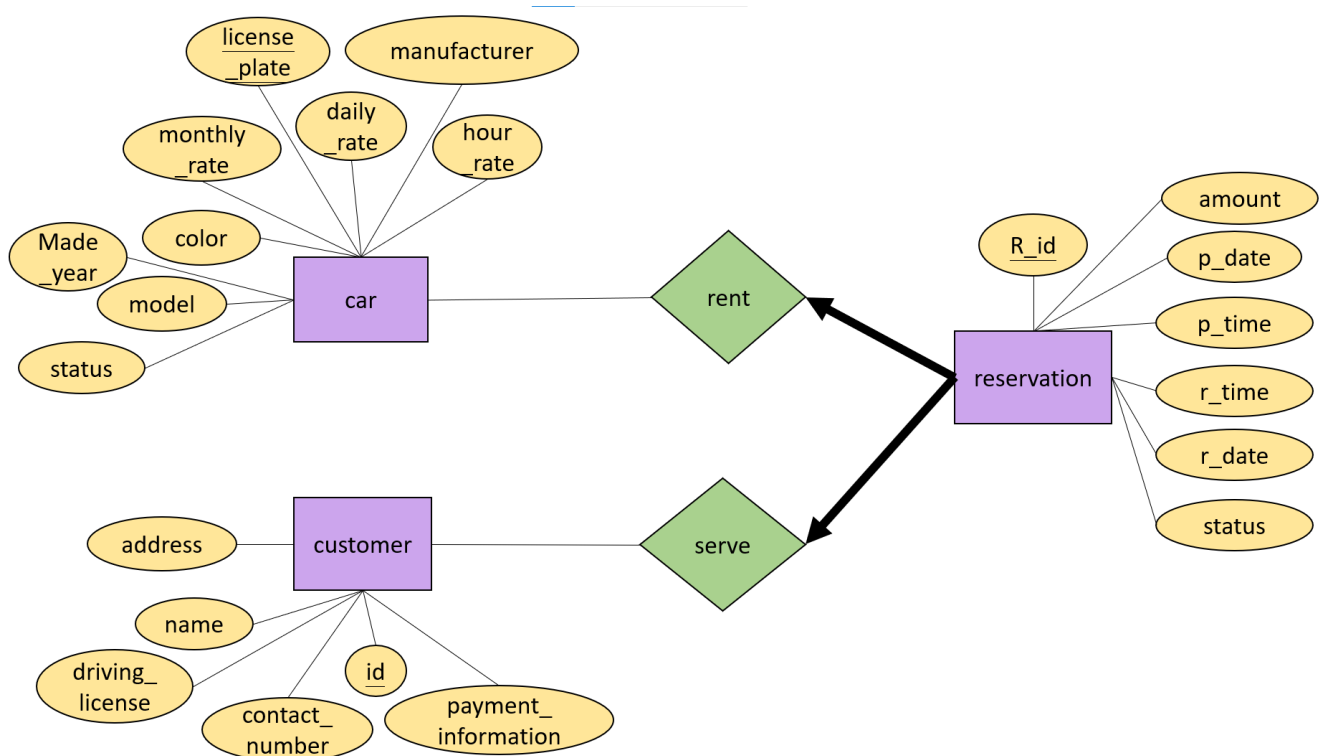 license
_plate
manufacturer
daily
_rate
monthly
_rate
hour
_rate
color
Made
_year
model
status
car
rent
R_id
amount
p_date
p_time
reservation
r_time
r_date
status
address
customer
serve
name
driving_
license
id
contact_
number
payment_
information